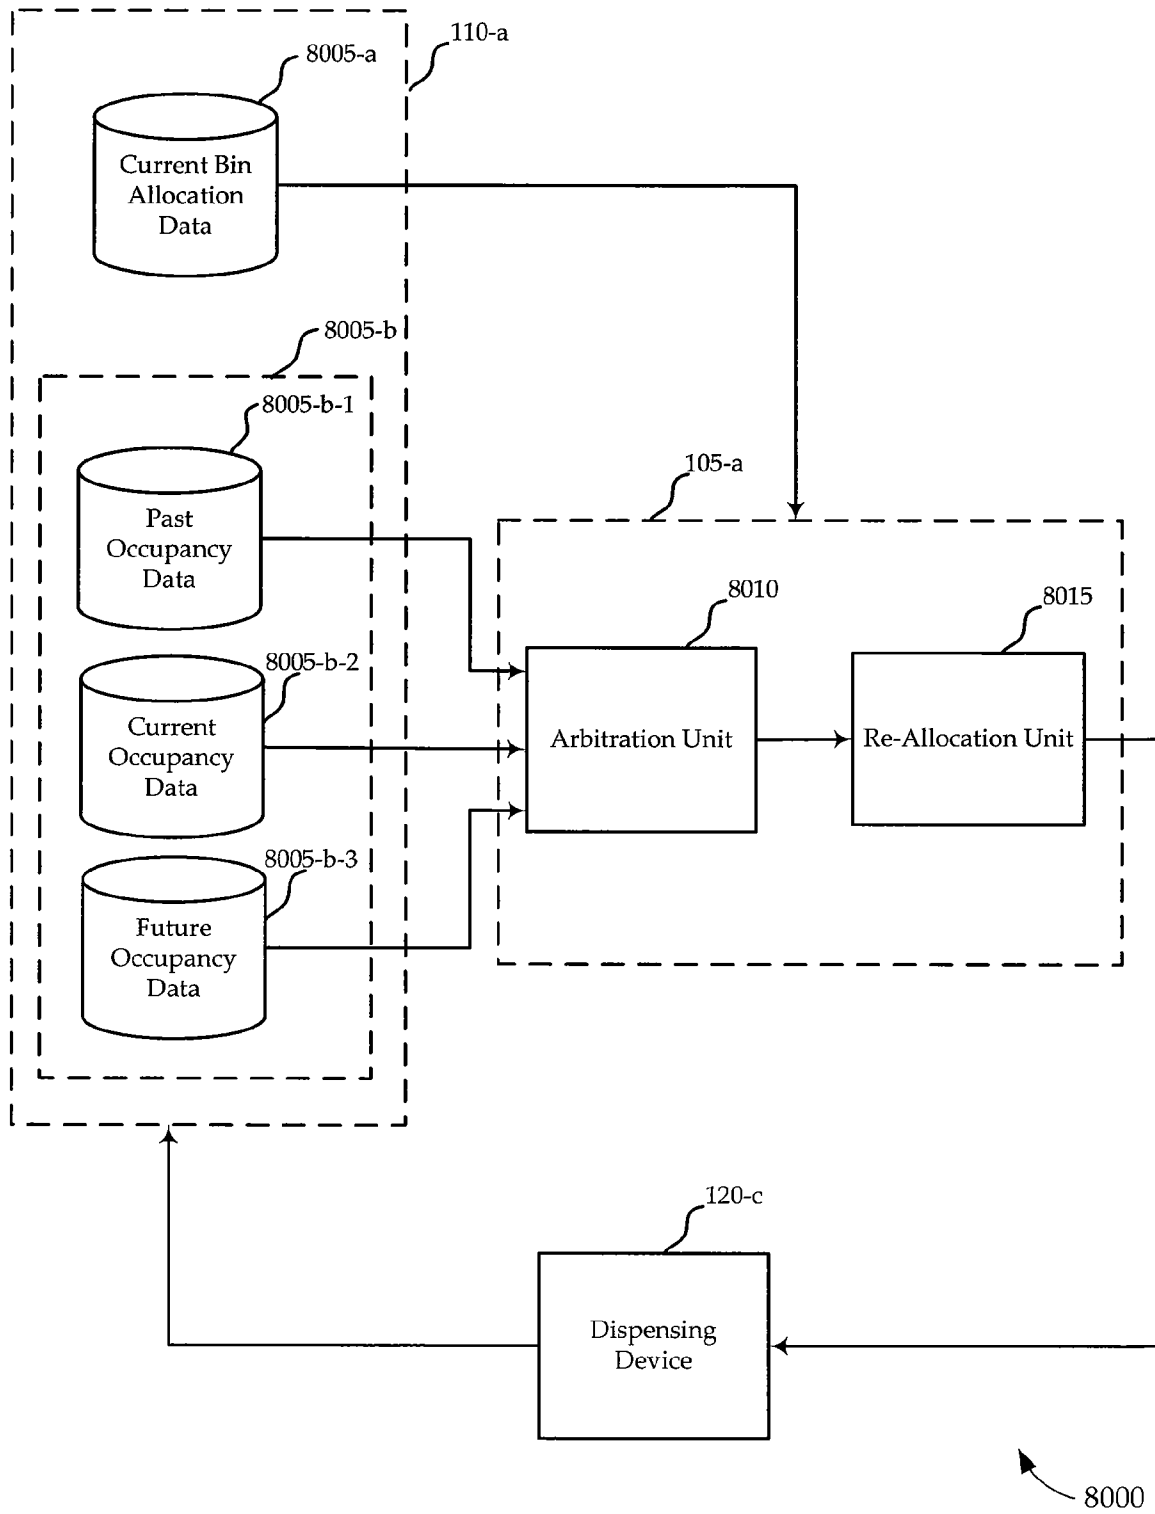 110-a
8005-a
Current Bin
Allocation
Data
8005-b
8005-b-1
Past
Occupancy
Data
105-a
8010
8015
8005-b-2
Current
Occupancy
Data
Arbitration Unit
Re-Allocation Unit
8005-b-3
Future
Occupancy
Data
120-c
Dispensing
Device
8000